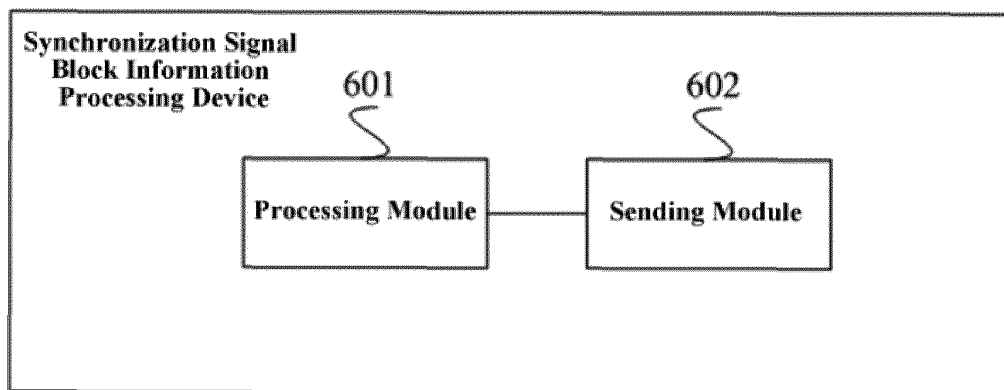 Synchronization Signal
Block Information
Processing Device
601
602
Processing Module
Sending Module